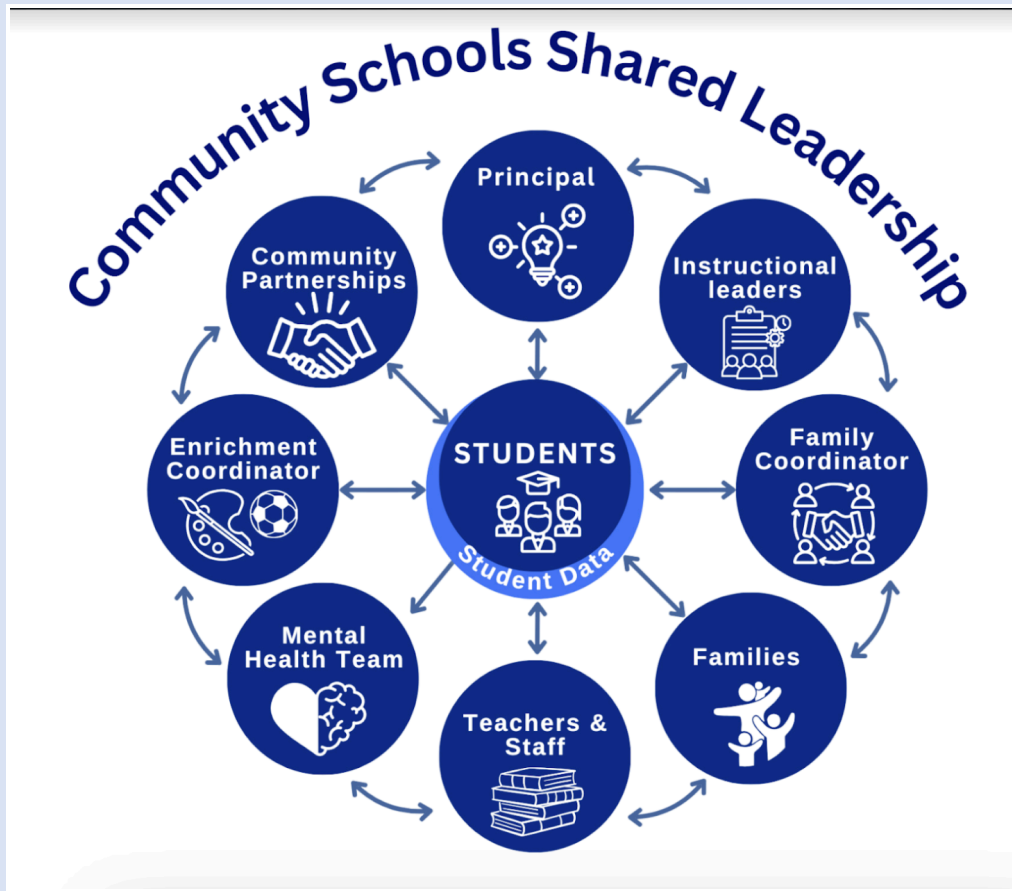 Community Schools Shared Leadership
Principal
Community
Partnerships
Instructional
leaders
Enrichment
Coordinator
STUDENTS
Student Data
Family
Coordinator
Mental
Health Team
Teachers &
Staff
Families